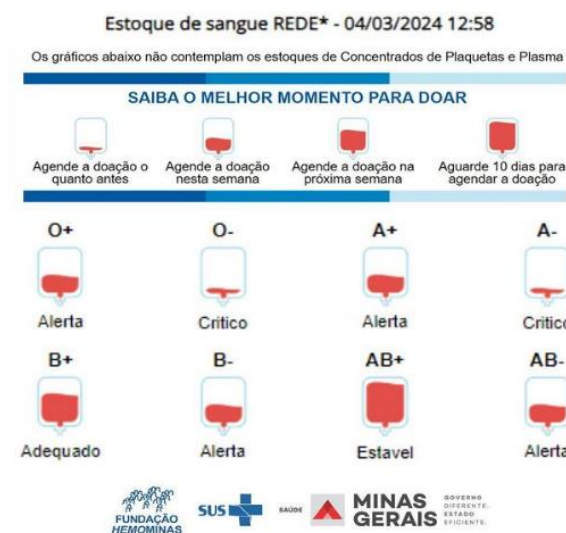 Estoque de sangue REDE* - 04/03/2024 12:58
Os gráficos abaixo não contemplam os estoques de Concentrados de Plaquetas e Plasma
SAIBA O MELHOR MOMENTO PARA DOAR
Agende a doação o quanto antes
Agende a doação nesta semana
Agende a doação na próxima semana
Aguarde 10 dias para agendar a doação
O+ O- A+ A-
Alerta Critico Alerta Critico
B+ B- AB+ AB-
Adequado Alerta Estavel Alerta
FUNDAÇÃO
HEMOMINAS
SUS
SAÚDE
MINAS
GERAIS
GOVERNO
DIFERENTE.
ESTADO
EFICIENTE.